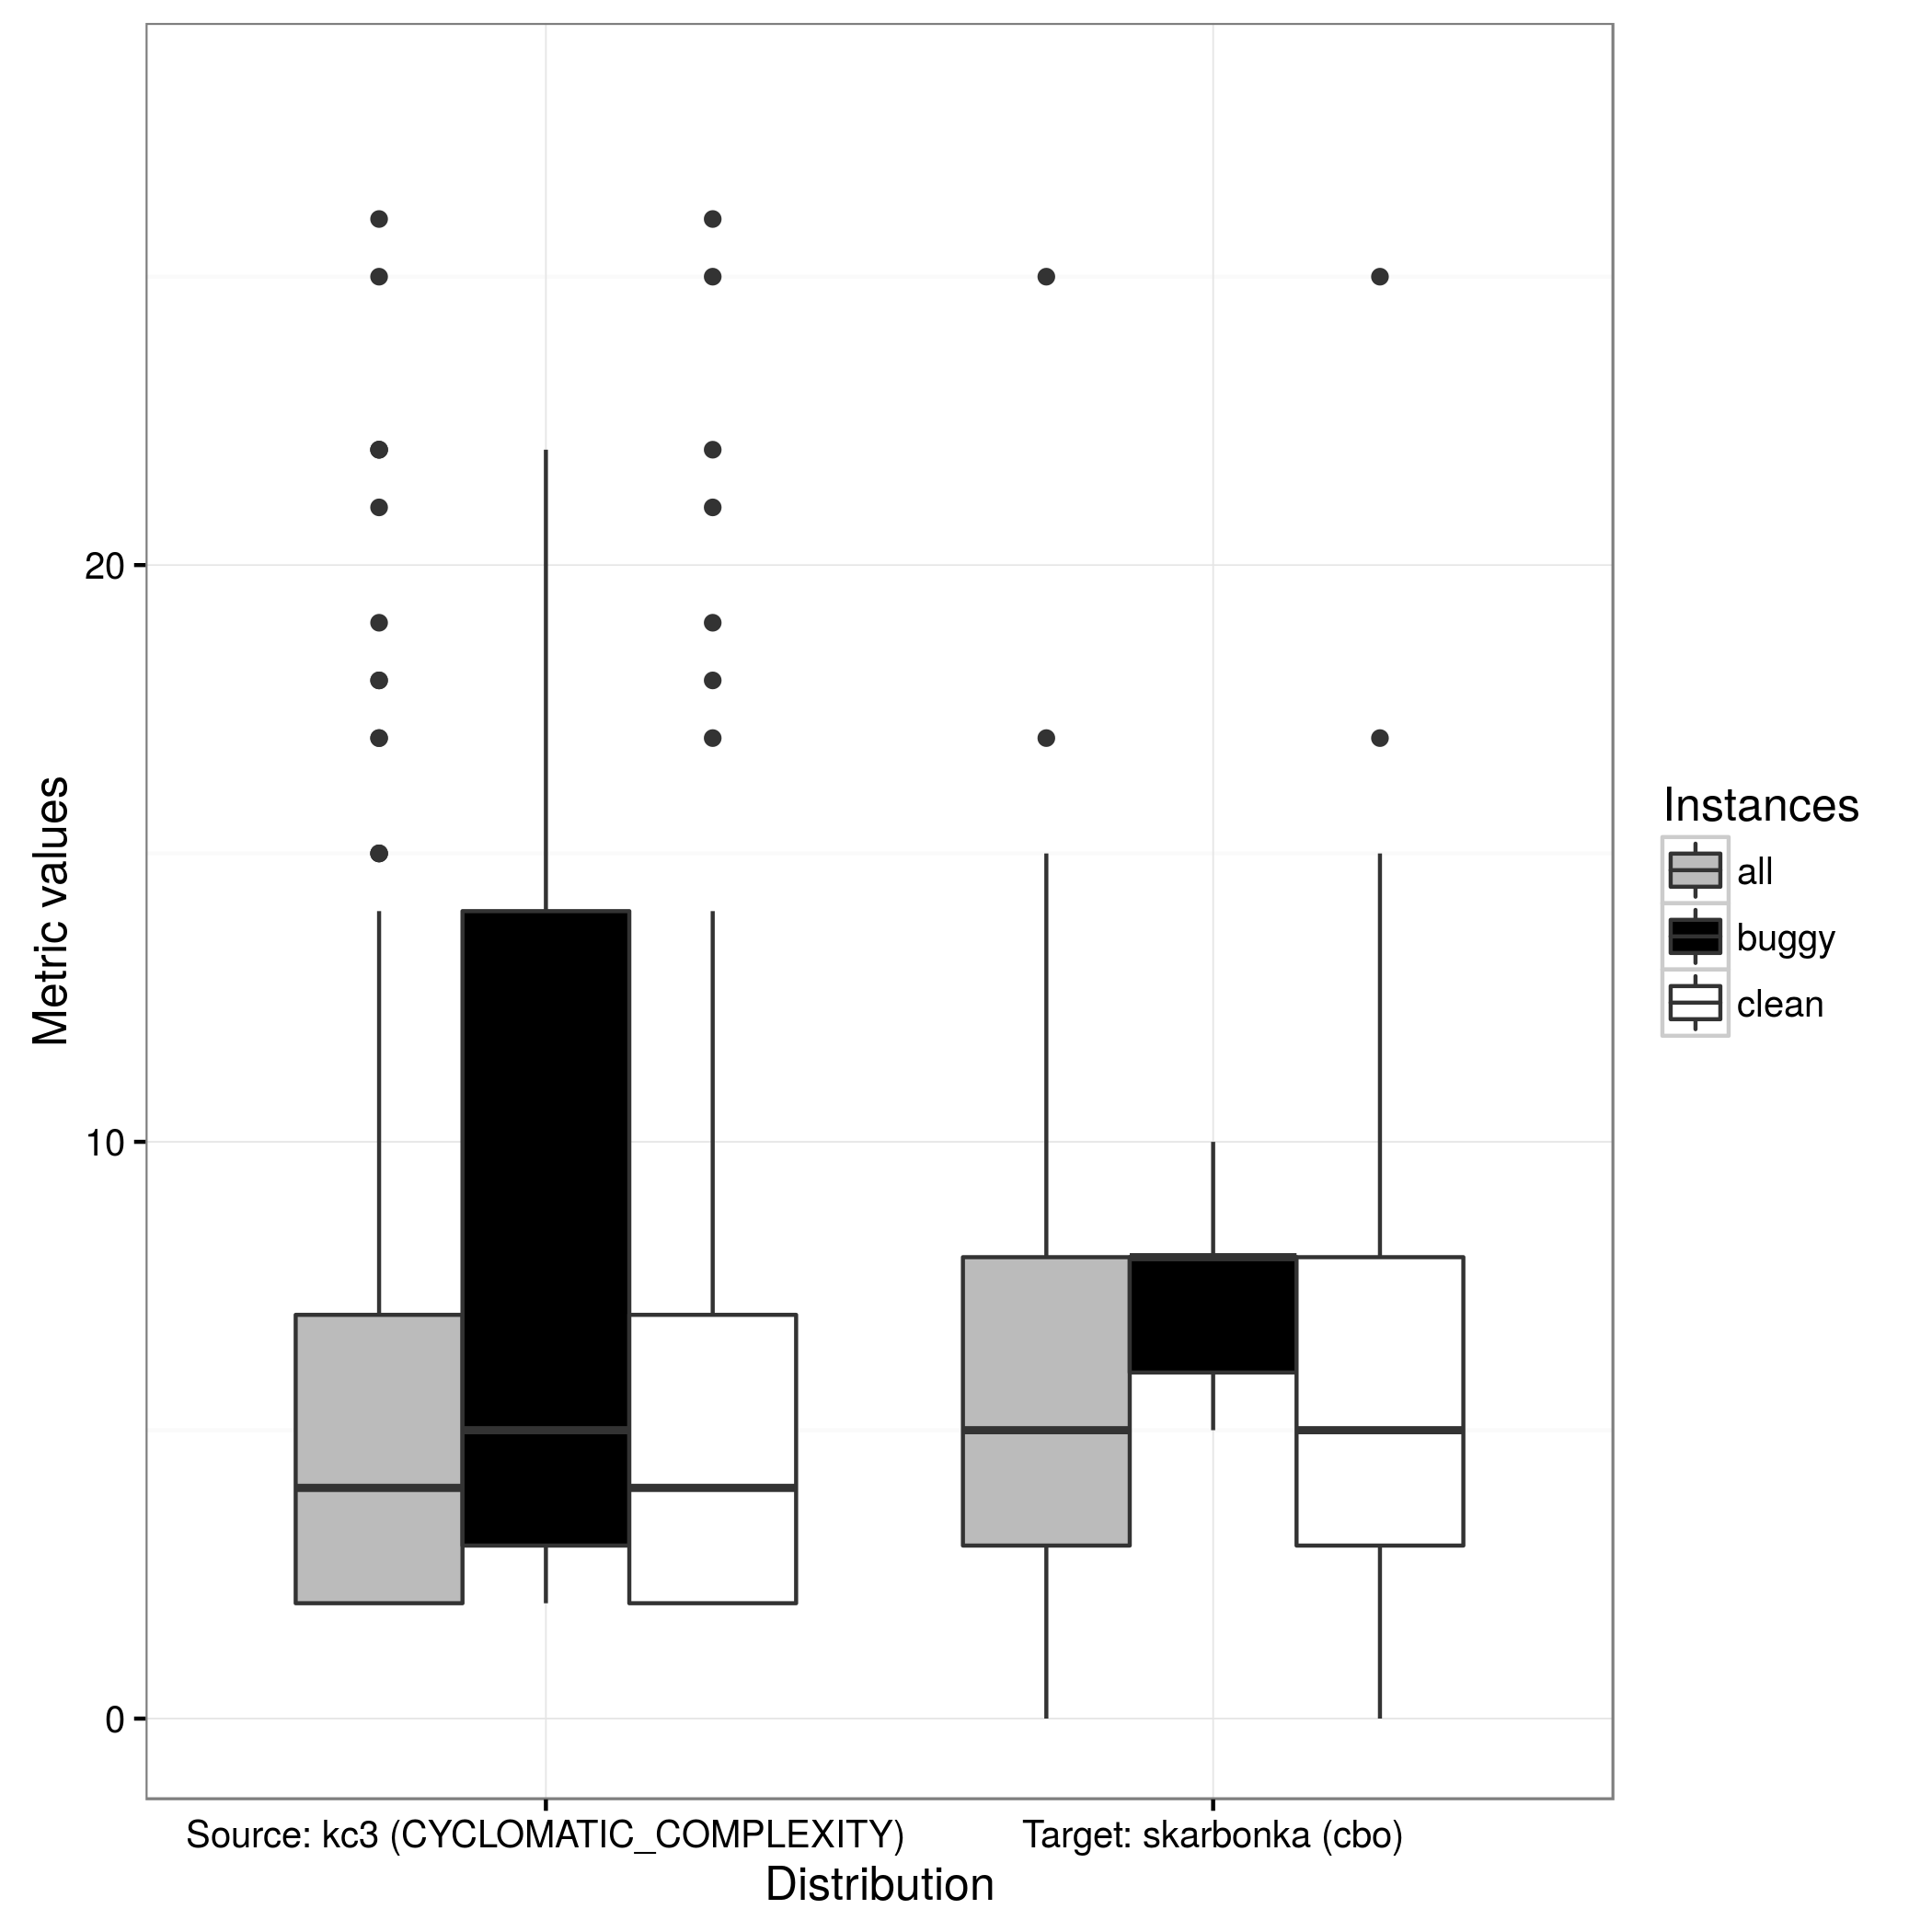 Metric values
20
10
0
Source: kc3 (CYCLOMATIC_COMPLEXITY)
Target: skarbonka (cbo)
Distribution
Instances
all
buggy
clean